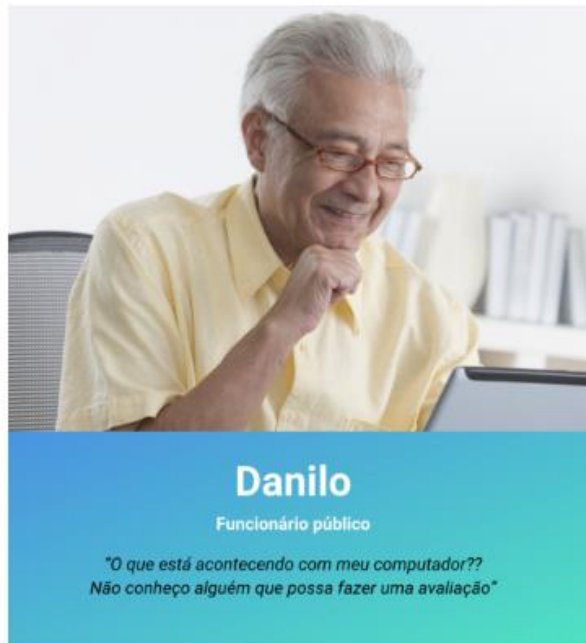 Danilo
Funcionário público
"O que está acontecendo com meu computador??
Não conheço alguém que possa fazer uma avaliação"